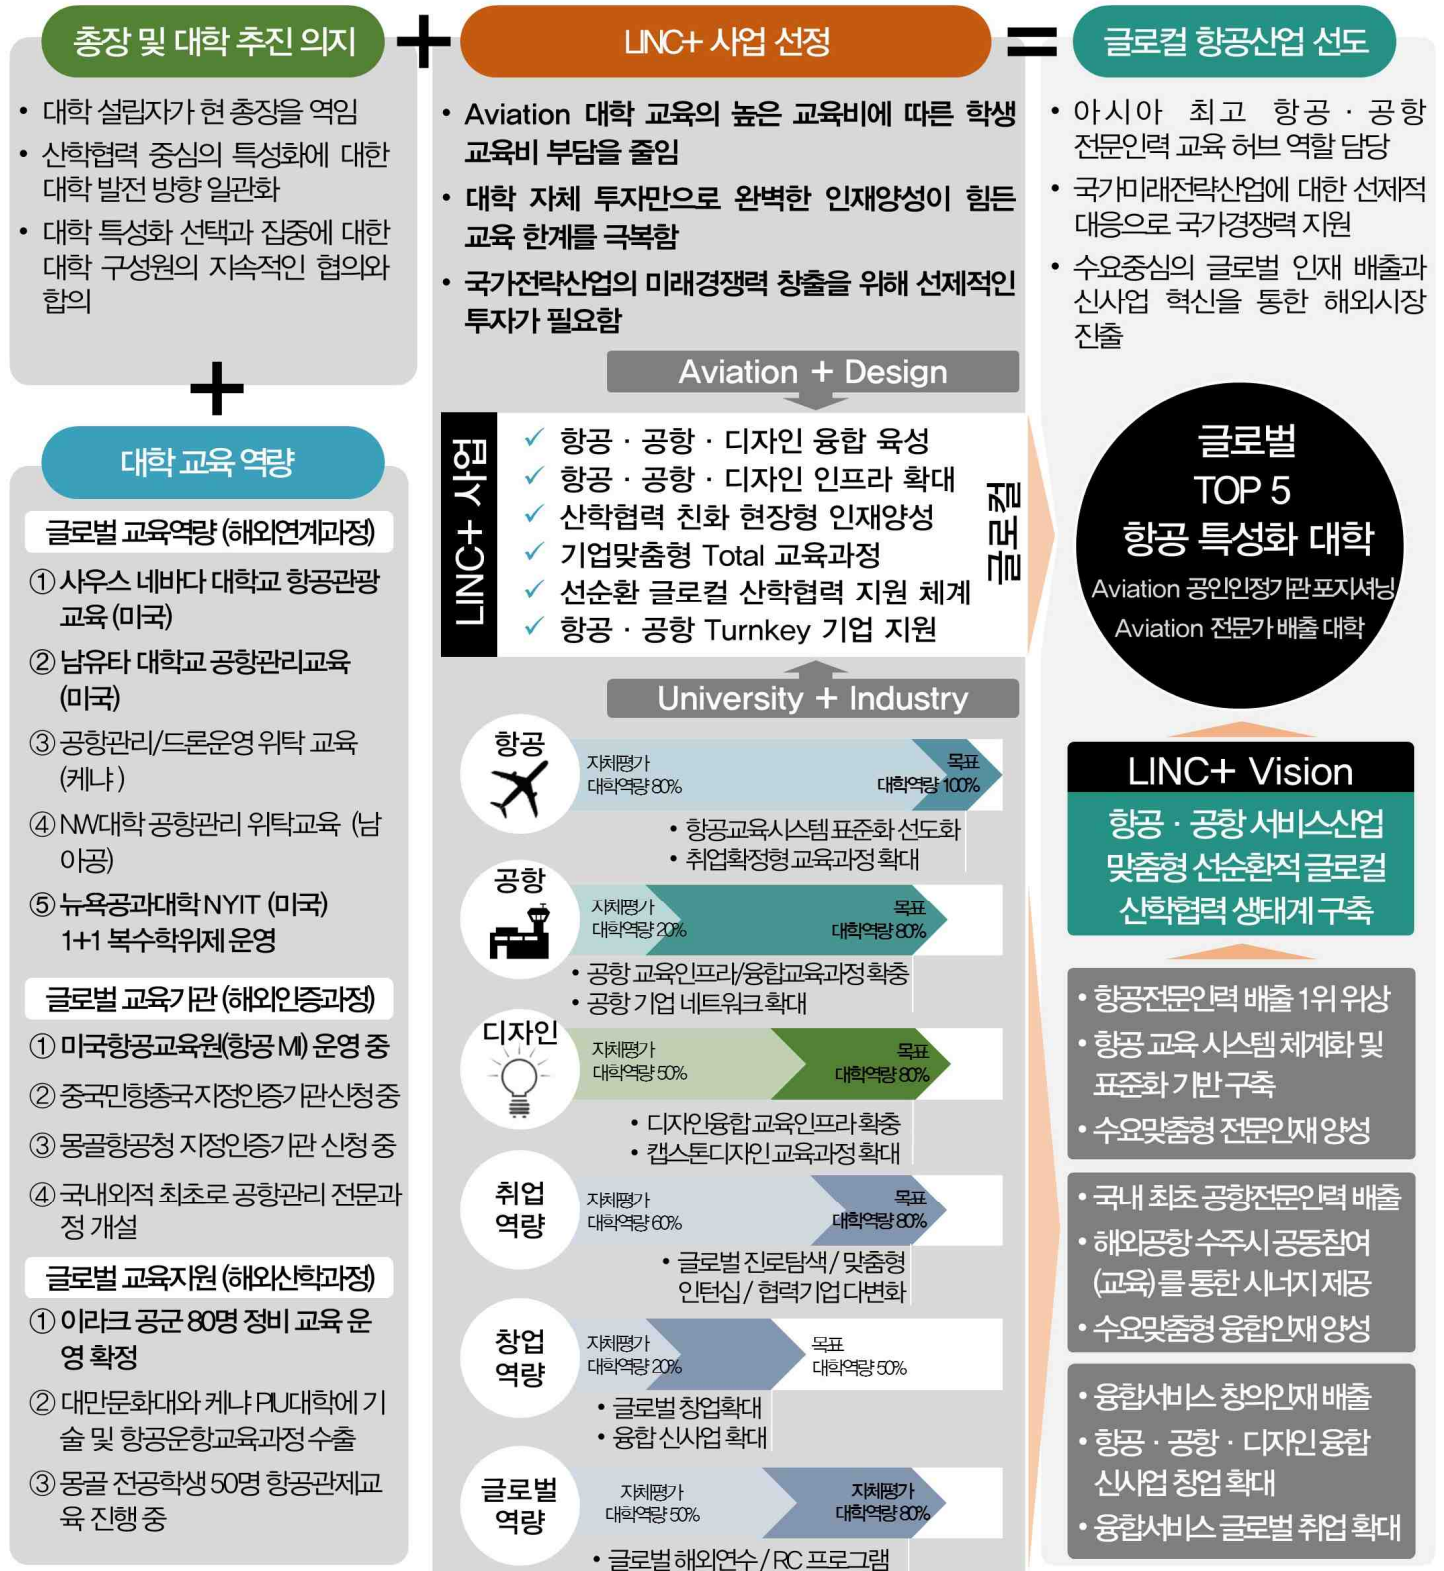 총장 및 대학 추진 의지
• 대학 설립자가 현 총장을 역임
• 산학협력 중심의 특성화에 대한
대학 발전 방향 일관화
• 대학 특성화 선택과 집중에 대한
대학 구성원의 지속적인 협의와
합의
+
대학 교육 역량
글로벌 교육역량 (해외연계과정)
① 사우스 네바다 대학교 항공관광
교육 (미국)
② 남유타 대학교 공항관리교육
(미국)
③ 공항관리/드론운영 위탁 교육
(케냐 )
④ NW대학 공항관리 위탁교육 (남
아공)
⑤ 뉴욕공과대학 NYIT (미국)
1+1 복수학위제 운영
글로벌 교육기관 (해외인증과정)
① 미국항공교육원(항공 MI) 운영 중
② 중국민항총국 지정인증기관 신청 중
③ 몽골항공청 지정인증기관 신청 중
④ 국내외적 최초로 공항관리 전문과
정 개설
글로벌 교육지원 (해외산학과정)
① 이라크 공군 80명 정비 교육 운
영 확정
② 대만문화대와 케냐 PIU대학에 기
술 및 항공운항교육과정 수출
③ 몽골 전공학생 50명 항공관제교
육 진행 중
+
LINC+ 사업 선정
• Aviation 대학 교육의 높은 교육비에 따른 학생
교육비 부담을 줄임
• 대학 자체 투자만으로 완벽한 인재양성이 힘든
교육 한계를 극복함
• 국가전략산업의 미래경쟁력 창출을 위해 선제적인
투자가 필요함
Aviation + Design
LINC+ 사업
✓ 항공 · 공항 · 디자인 융합 육성
✓ 항공 · 공항 · 디자인 인프라 확대
✓ 산학협력 친화 현장형 인재양성
✓ 기업맞춤형 Total 교육과정
✓ 선순환 글로컬 산학협력 지원 체계
✓ 항공 · 공항 Turnkey 기업 지원
글로컬
University + Industry
항공
자체평가
대학역량 80%
목표
대학역량 100%
• 항공교육시스템 표준화 선도화
• 취업확정형 교육과정 확대
공항
자체평가
대학역량 20%
목표
대학역량 80%
• 공항 교육인프라/융합교육과정 확충
• 공항 기업 네트워크 확대
디자인
자체평가
대학역량 50%
목표
대학역량 80%
• 디자인융합 교육인프라 확충
• 캡스톤디자인 교육과정 확대
취업
역량
자체평가
대학역량 60%
목표
대학역량 80%
• 글로벌 진로탐색 / 맞춤형
인턴십 / 협력기업 다변화
창업
역량
자체평가
대학역량 20%
목표
대학역량 50%
• 글로벌 창업확대
• 융합 신사업 확대
글로벌
역량
자체평가
대학역량 50%
자체평가
대학역량 80%
• 글로벌 해외연수 / RC 프로그램
=
글로컬 항공산업 선도
• 아시아 최고 항공 · 공항
전문인력 교육 허브 역할 담당
• 국가미래전략산업에 대한 선제적
대응으로 국가경쟁력 지원
• 수요중심의 글로벌 인재 배출과
신사업 혁신을 통한 해외시장
진출
글로벌
TOP 5
항공 특성화 대학
Aviation 공인인정기관 포지셔닝
Aviation 전문가 배출 대학
LINC+ Vision
항공 · 공항 서비스산업
맞춤형 선순환적 글로컬
산학협력 생태계 구축
• 항공전문인력 배출 1위 위상
• 항공 교육 시스템 체계화 및
표준화 기반 구축
• 수요맞춤형 전문인재 양성
• 국내 최초 공항전문인력 배출
• 해외공항 수주시 공동참여
(교육)를 통한 시너지 제공
• 수요맞춤형 융합인재 양성
• 융합서비스 창의인재 배출
• 항공 · 공항 · 디자인 융합
신사업 창업 확대
• 융합서비스 글로벌 취업 확대